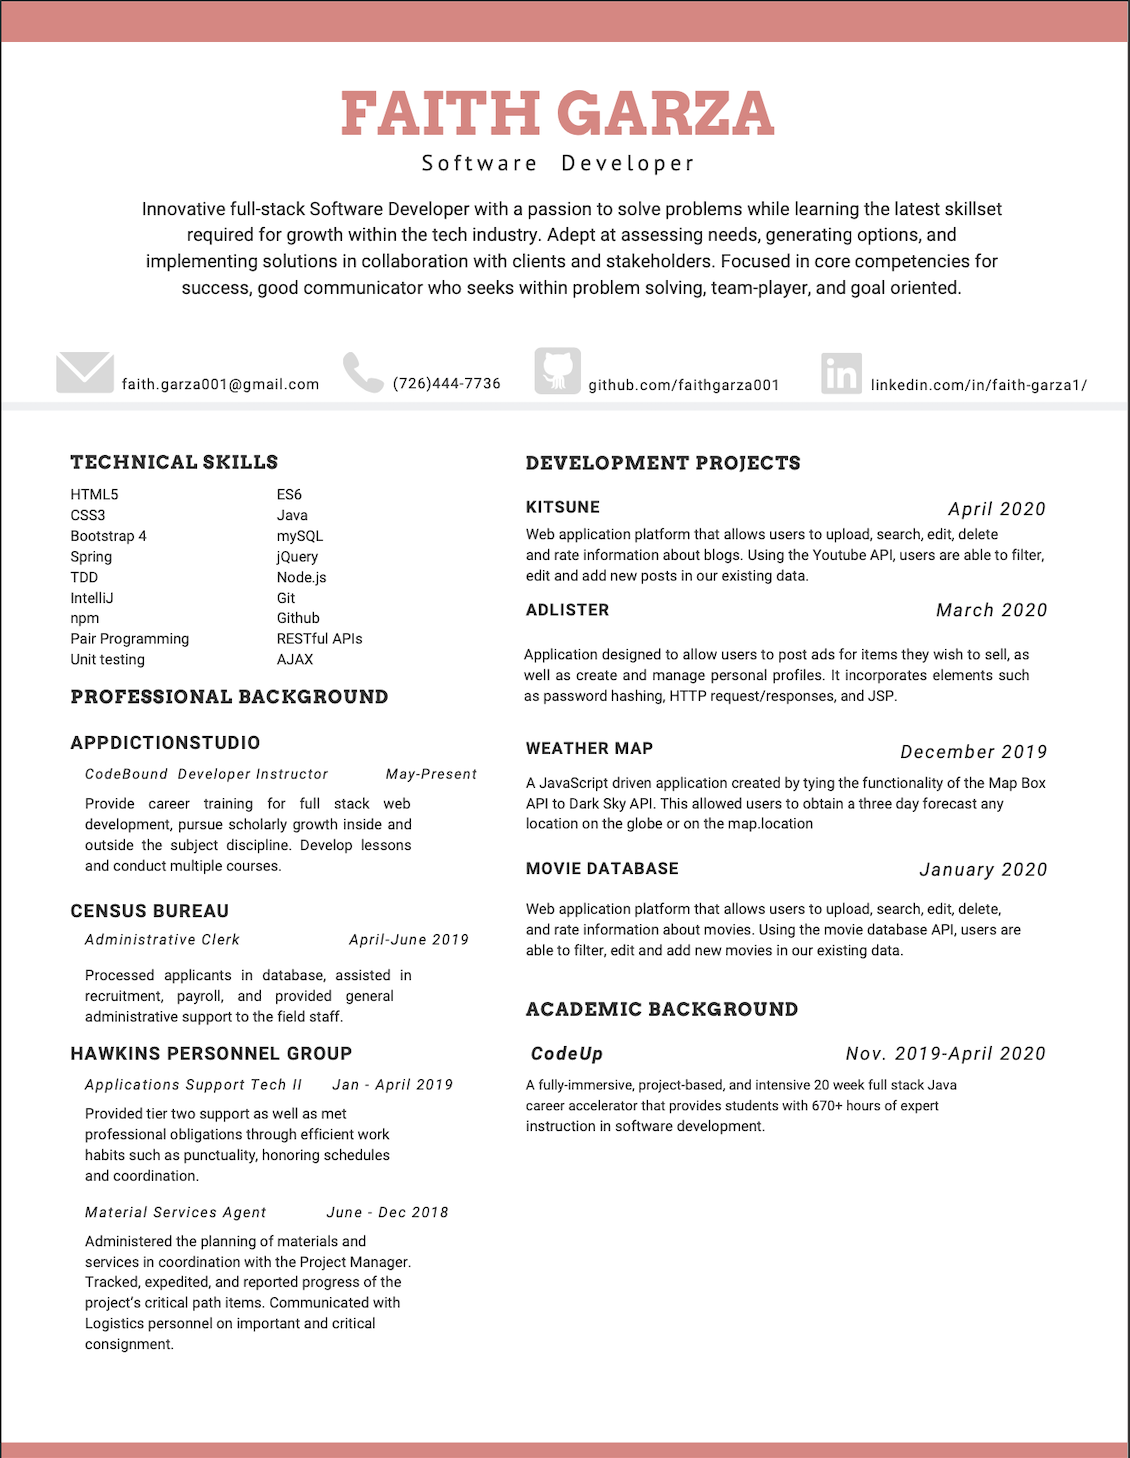 FAITH GARZA
Software Developer
Innovative full-stack Software Developer with a passion to solve problems while learning the latest skillset
required for growth within the tech industry. Adept at assessing needs, generating options, and
implementing solutions in collaboration with clients and stakeholders. Focused in core competencies for
success, good communicator who seeks within problem solving, team-player, and goal oriented.
faith.garza001@gmail.com
(726)444-7736
github.com/faithgarza001
linkedin.com/in/faith-garza1/
TECHNICAL SKILLS
HTML5
CSS3
Bootstrap 4
Spring
TDD
IntelliJ
npm
Pair Programming
Unit testing
ES6
Java
mySQL
jQuery
Node.js
Git
Github
RESTful APIs
AJAX
PROFESSIONAL BACKGROUND
APPDICTIONSTUDIO
CodeBound Developer Instructor May-Present
Provide career training for full stack web
development, pursue scholarly growth inside and
outside the subject discipline. Develop lessons
and conduct multiple courses.
CENSUS BUREAU
Administrative Clerk April-June 2019
Processed applicants in database, assisted in
recruitment, payroll, and provided general
administrative support to the field staff.
HAWKINS PERSONNEL GROUP
Applications Support Tech II Jan - April 2019
Provided tier two support as well as met
professional obligations through efficient work
habits such as punctuality, honoring schedules
and coordination.
Material Services Agent June - Dec 2018
Administered the planning of materials and
services in coordination with the Project Manager.
Tracked, expedited, and reported progress of the
project's critical path items. Communicated with
Logistics personnel on important and critical
consignment.
DEVELOPMENT PROJECTS
KITSUNE April 2020
Web application platform that allows users to upload, search, edit, delete
and rate information about blogs. Using the Youtube API, users are able to filter,
edit and add new posts in our existing data.
ADLISTER March 2020
Application designed to allow users to post ads for items they wish to sell, as
well as create and manage personal profiles. It incorporates elements such
as password hashing, HTTP request/responses, and JSP.
WEATHER MAP December 2019
A JavaScript driven application created by tying the functionality of the Map Box
API to Dark Sky API. This allowed users to obtain a three day forecast any
location on the globe or on the map.location
MOVIE DATABASE January 2020
Web application platform that allows users to upload, search, edit, delete,
and rate information about movies. Using the movie database API, users are
able to filter, edit and add new movies in our existing data.
ACADEMIC BACKGROUND
CodeUp Nov. 2019-April 2020
A fully-immersive, project-based, and intensive 20 week full stack Java
career accelerator that provides students with 670+ hours of expert
instruction in software development.